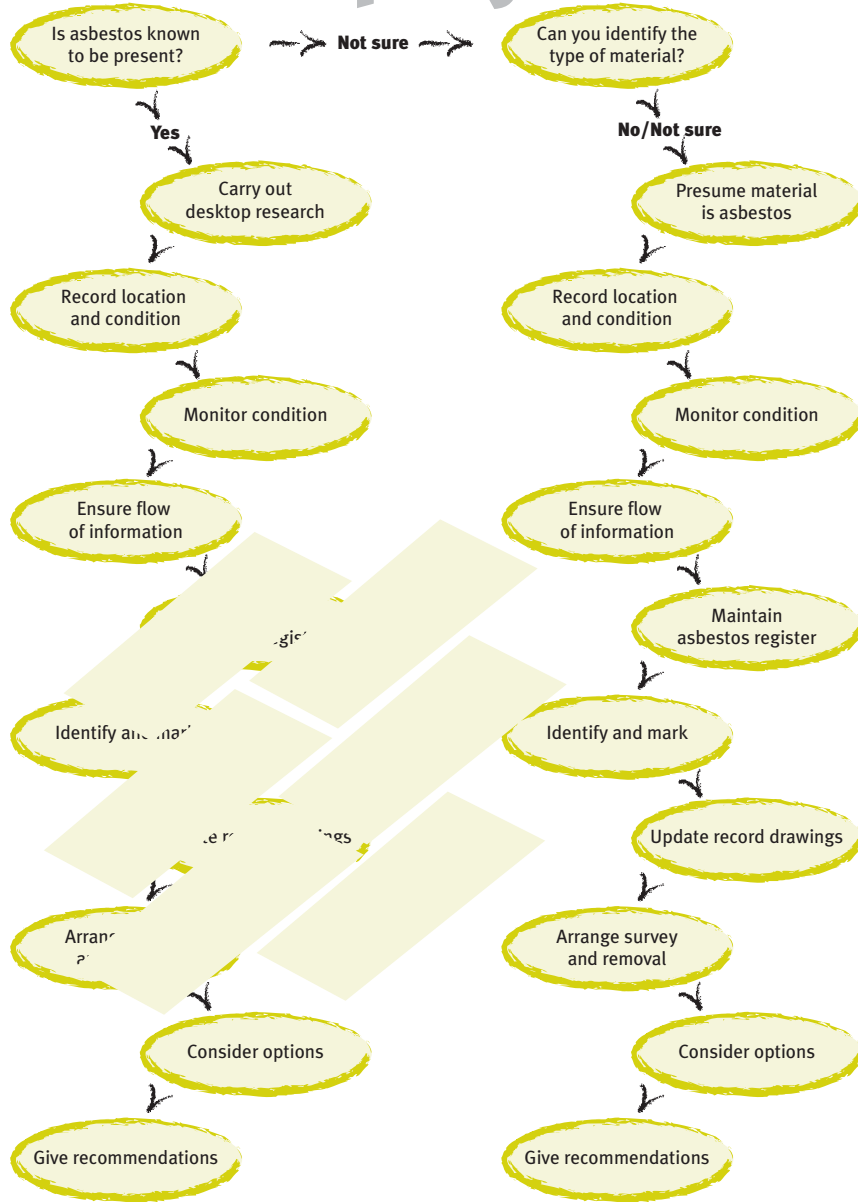 Is asbestos known
to be present?
Not sure
Can you identify the
type of material?
Yes
No/Not sure
Carry out
desktop research
Presume material
is asbestos
Record location
and condition
Record location
and condition
Monitor condition
Monitor condition
Ensure flow
of information
Ensure flow
of information
Maintain
asbestos register
Identify and mark
Identify and mark
Update record drawings
Arrange survey
and removal
Consider options
Consider options
Give recommendations
Give recommendations